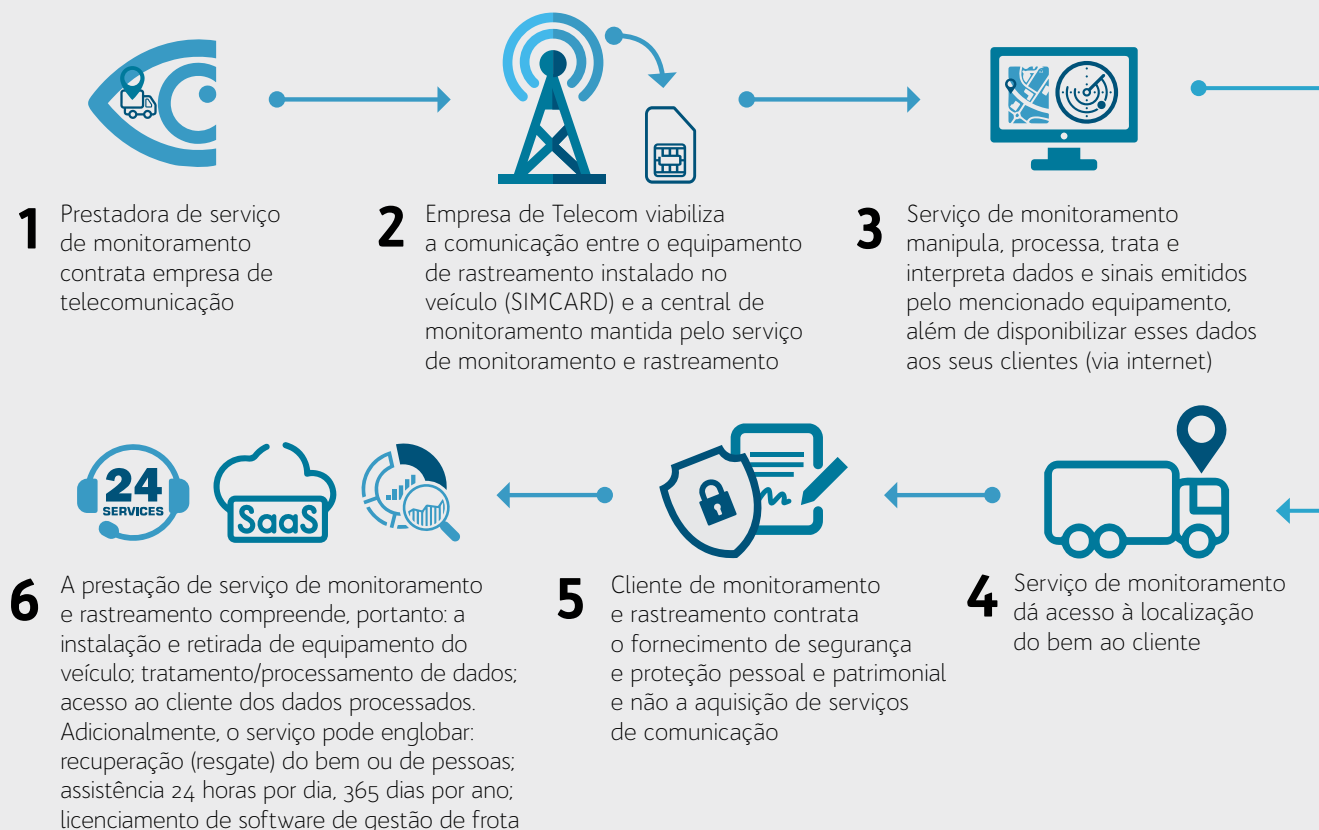 1
Prestadora de serviço
de monitoramento
contrata empresa de
telecomunicação
2
Empresa de Telecom viabiliza
a comunicação entre o equipamento
de rastreamento instalado no
veículo (SIMCARD) e a central de
monitoramento mantida pelo serviço
de monitoramento e rastreamento
3
Serviço de monitoramento
manipula, processa, trata e
interpreta dados e sinais emitidos
pelo mencionado equipamento,
além de disponibilizar esses dados
aos seus clientes (via internet)
4
Serviço de monitoramento
dá acesso à localização
do bem ao cliente
5
Cliente de monitoramento
e rastreamento contrata
o fornecimento de segurança
e proteção pessoal e patrimonial
e não a aquisição de serviços
de comunicação
24
SERVICES
SaaS
6
A prestação de serviço de monitoramento
e rastreamento compreende, portanto: a
instalação e retirada de equipamento do
veículo; tratamento/processamento de dados;
acesso ao cliente dos dados processados.
Adicionalmente, o serviço pode englobar:
recuperação (resgate) do bem ou de pessoas;
assistência 24 horas por dia, 365 dias por ano;
licenciamento de software de gestão de frota